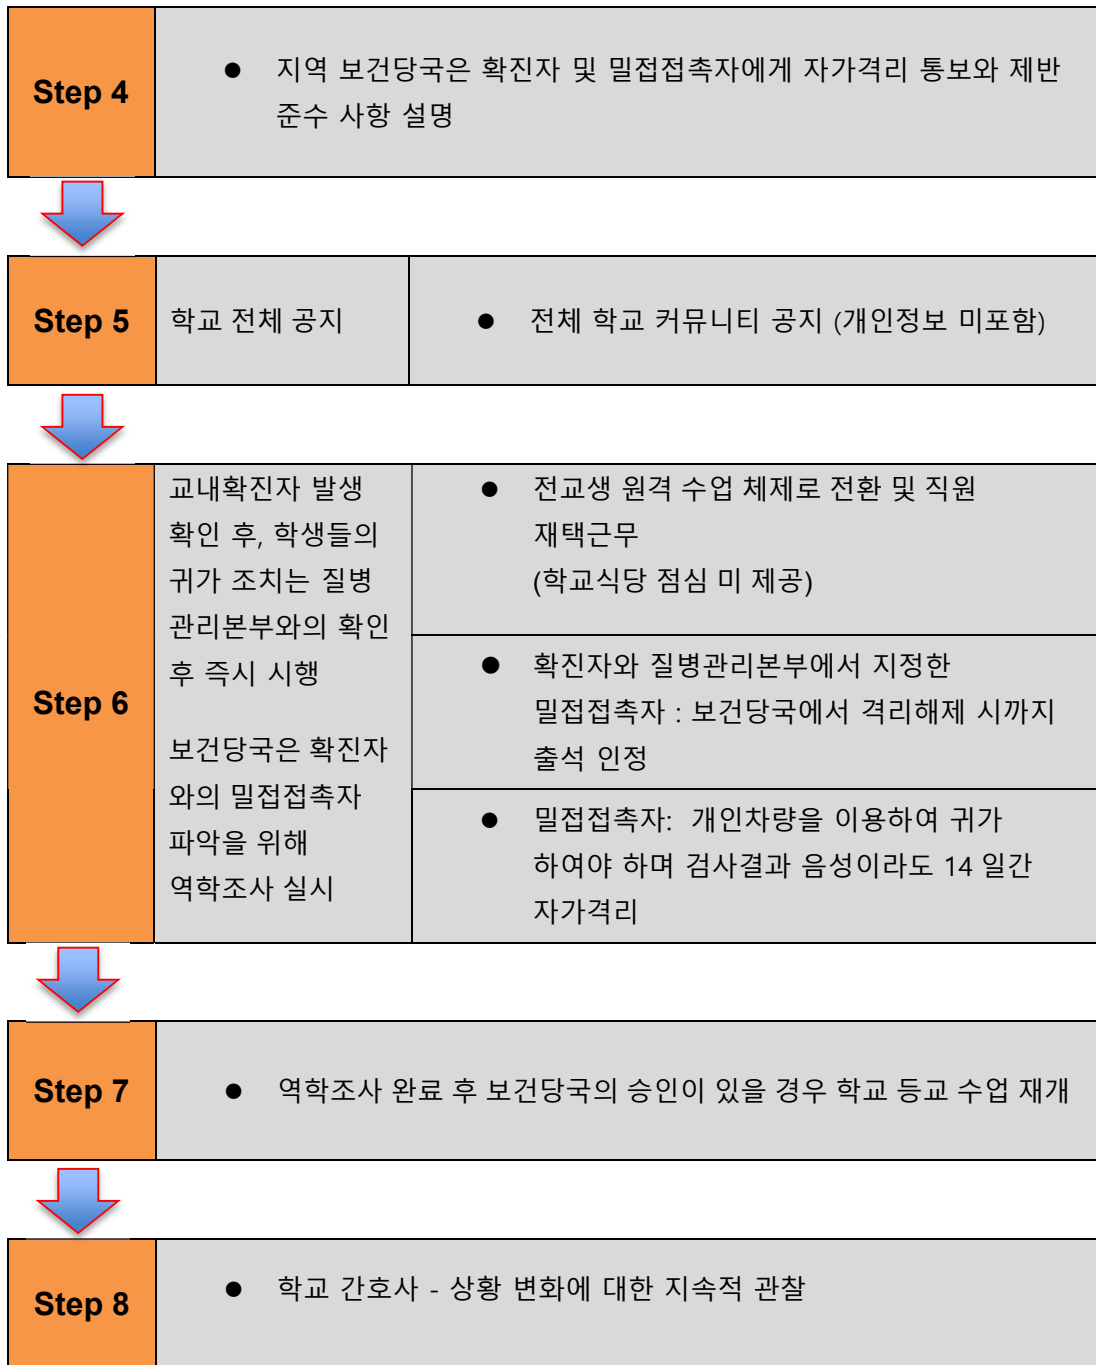 Step 4
● 지역 보건당국은 확진자 및 밀접접촉자에게 자가격리 통보와 제반
준수 사항 설명
Step 5
학교 전체 공지
● 전체 학교 커뮤니티 공지 (개인정보 미포함)
Step 6
교내확진자 발생
확인 후, 학생들의
귀가 조치는 질병
관리본부와의 확인
후 즉시 시행
보건당국은 확진자
와의 밀접접촉자
파악을 위해
역학조사 실시
● 전교생 원격 수업 체제로 전환 및 직원
재택근무
(학교식당 점심 미 제공)
● 확진자와 질병관리본부에서 지정한
밀접접촉자 : 보건당국에서 격리해제 시까지
출석 인정
● 밀접접촉자: 개인차량을 이용하여 귀가
하여야 하며 검사결과 음성이라도 14 일간
자가격리
Step 7
● 역학조사 완료 후 보건당국의 승인이 있을 경우 학교 등교 수업 재개
Step 8
● 학교 간호사 - 상황 변화에 대한 지속적 관찰